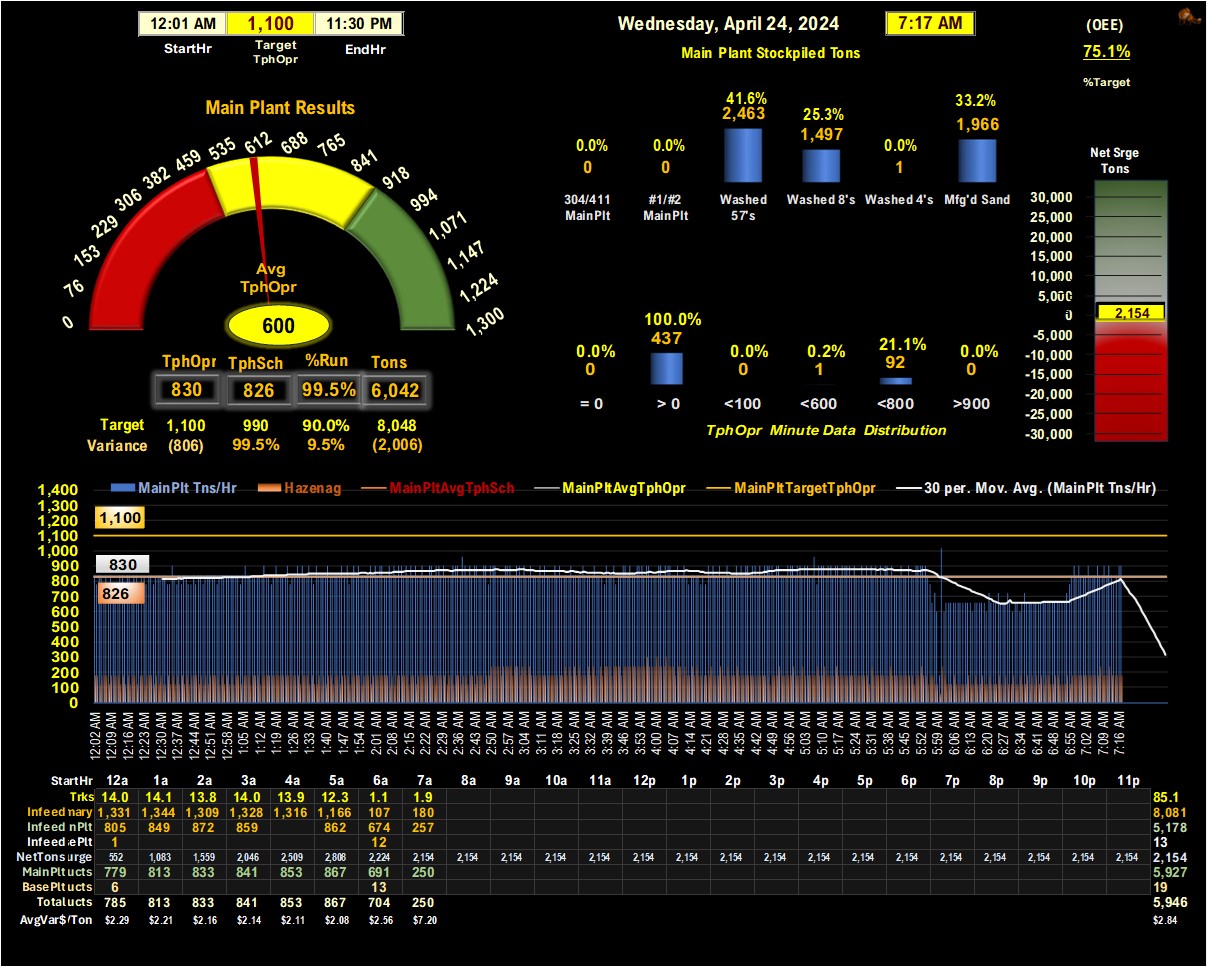 12:01 AM 1,100 11:30 PM
StartHr Target TphOpr EndHr
Wednesday, April 24, 2024 7:17 AM
Main Plant Stockpiled Tons
(OEE)
75.1%
%Target
Main Plant Results
0 76 153 229 306 382 459 535 612 688 765 841 918 994 1,071 1,147 1,224 1,300
Avg
TphOpr
600
TphOpr TphSch %Run Tons
830 826 99.5% 6,042
Target 1,100 990 90.0% 8,048
Variance (806) 99.5% 9.5% (2,006)
0.0% 0.0% 41.6% 25.3% 0.0% 33.2%
0 0 2,463 1,497 1 1,966
304/411 MainPlt #1/#2 MainPlt Washed 57's Washed 8's Washed 4's Mfg'd Sand
0.0% 100.0% 0.0% 0.2% 21.1% 0.0%
0 437 0 1 92 0
= 0 > 0 <100 <600 <800 >900
TphOpr Minute Data Distribution
Net Srge
Tons
30,000
25,000
20,000
15,000
10,000
5,000
0
2,154
-5,000
-10,000
-15,000
-20,000
-25,000
-30,000
MainPlt Tns/Hr Hazenag MainPltAvgTphSch MainPltAvgTphOpr MainPltTargetTphOpr 30 per. Mov. Avg. (MainPlt Tns/Hr)
1,400
1,300
1,200
1,100
1,000
900
800
700
600
500
400
300
200
100
0
1,100
830
826
12:02 AM 12:09 AM 12:16 AM 12:23 AM 12:30 AM 12:37 AM 12:44 AM 12:51 AM 12:58 AM 1:05 AM 1:12 AM 1:19 AM 1:26 AM 1:33 AM 1:40 AM 1:47 AM 1:54 AM 2:01 AM 2:08 AM 2:15 AM 2:22 AM 2:29 AM 2:36 AM 2:43 AM 2:50 AM 2:57 AM 3:04 AM 3:11 AM 3:18 AM 3:25 AM 3:32 AM 3:39 AM 3:46 AM 3:53 AM 4:00 AM 4:07 AM 4:14 AM 4:21 AM 4:28 AM 4:35 AM 4:42 AM 4:49 AM 4:56 AM 5:03 AM 5:10 AM 5:17 AM 5:24 AM 5:31 AM 5:38 AM 5:45 AM 5:52 AM 5:59 AM 6:06 AM 6:13 AM 6:20 AM 6:27 AM 6:34 AM 6:41 AM 6:48 AM 6:55 AM 7:02 AM 7:09 AM 7:16 AM
StartHr 12a 1a 2a 3a 4a 5a 6a 7a 8a 9a 10a 11a 12p 1p 2p 3p 4p 5p 6p 7p 8p 9p 10p 11p
Trks 14.0 14.1 13.8 14.0 13.9 12.3 1.1 1.9 85.1
Infeed mary 1,331 1,344 1,309 1,328 1,316 1,166 107 180 8,081
Infeed nPlt 805 849 872 859 862 674 257 5,178
Infeed ePlt 1 12 13
NetTons urge 552 1,083 1,559 2,046 2,509 2,808 2,224 2,154 2,154 2,154 2,154 2,154 2,154 2,154 2,154 2,154 2,154 2,154 2,154 2,154 2,154 2,154 2,154 2,154 2,154
MainPlt ucts 779 813 833 841 853 867 691 250 5,927
BasePlt ucts 6 13 19
Total ucts 785 813 833 841 853 867 704 250 5,946
AvgVar$/Ton $2.29 $2.21 $2.16 $2.14 $2.11 $2.08 $2.56 $7.20 $2.84